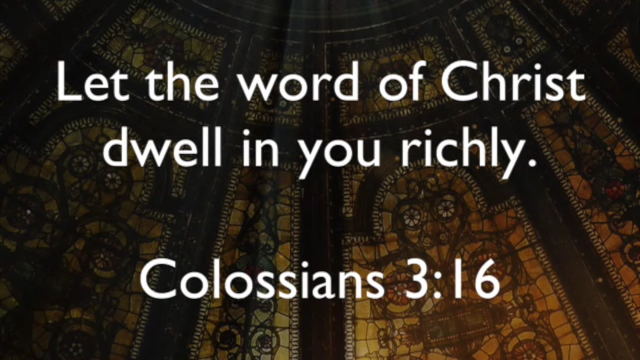 Let the word of Christ
dwell in you richly.
Colossians 3:16